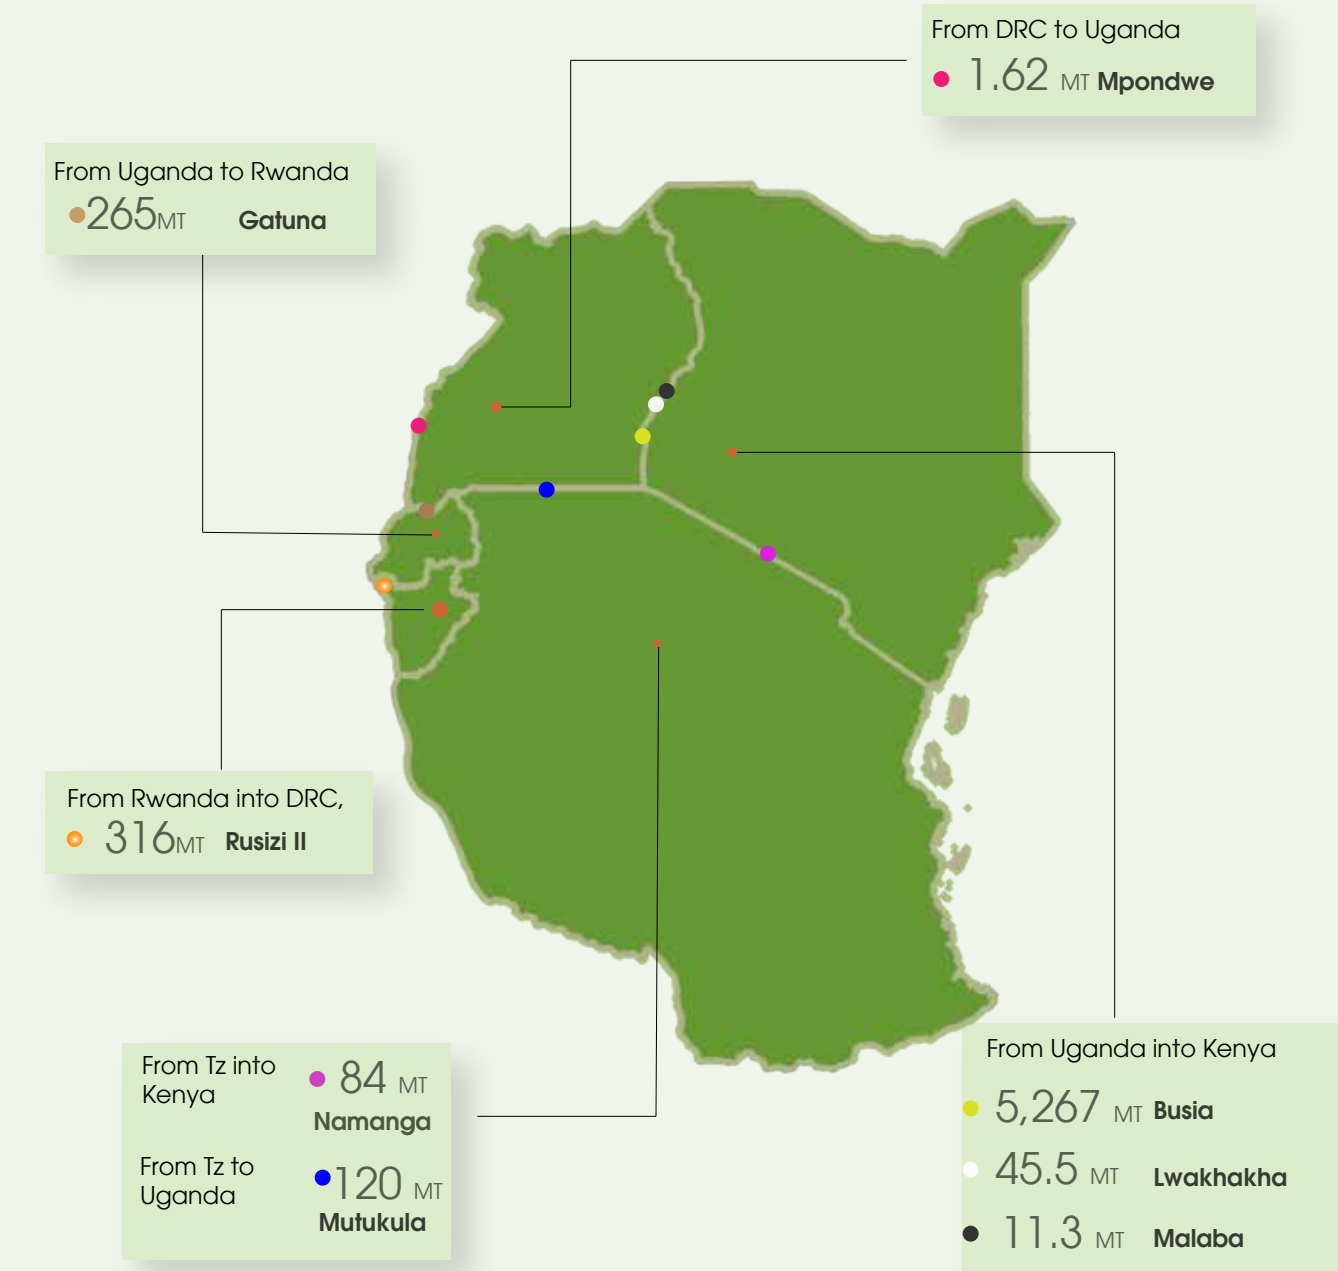 From DRC to Uganda
1.62 MT Mpondwe
From Uganda to Rwanda
265MT Gatuna
From Rwanda into DRC,
316MT Rusizi II
From Tz into
Kenya
84 MT
Namanga
From Tz to
Uganda
120 MT
Mutukula
From Uganda into Kenya
5,267 MT Busia
45.5 MT Lwakhakha
11.3 MT Malaba